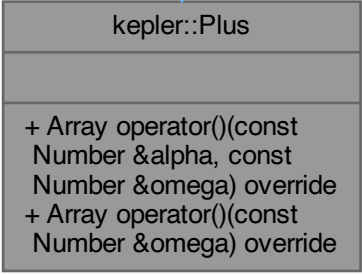 kepler::Plus
+ Array operator()(const
Number &alpha, const
Number &omega) override
+ Array operator()(const
Number &omega) override